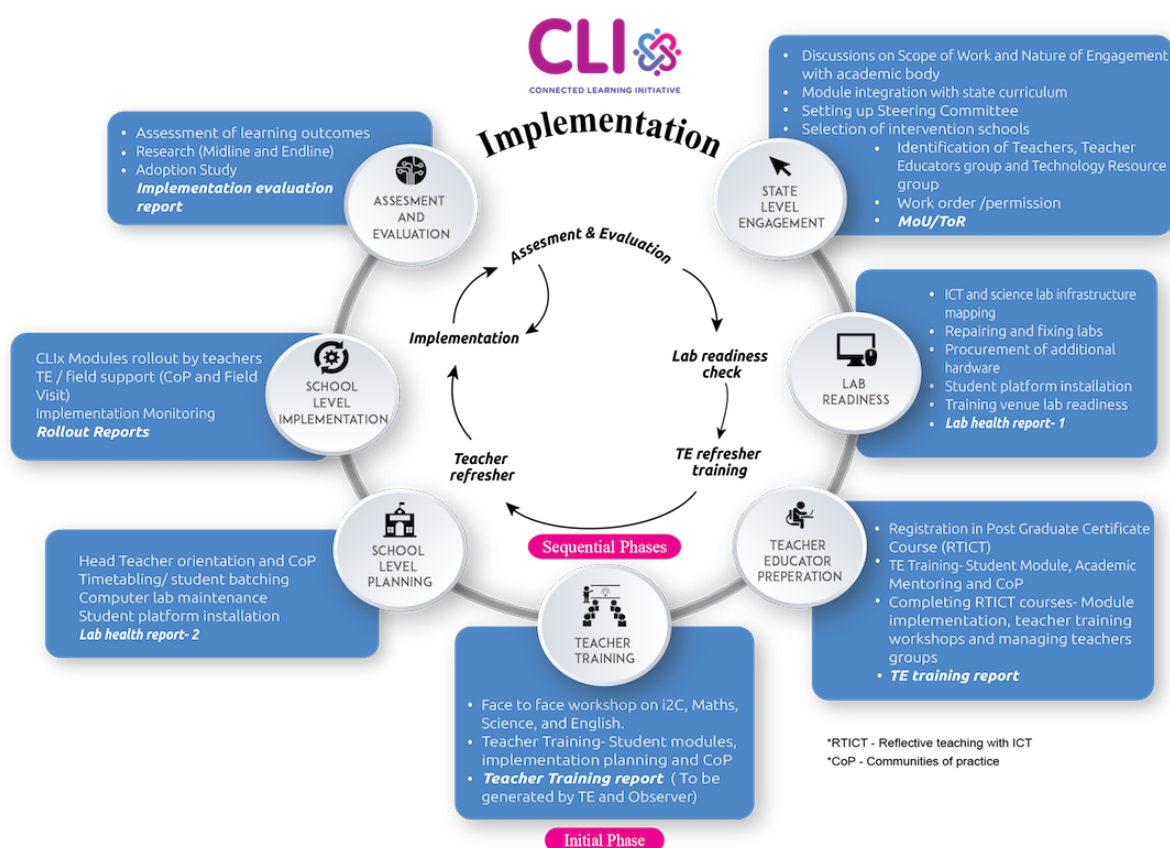 CLI
CONNECTED LEARNING INITIATIVE
Implementation
• Discussions on Scope of Work and Nature of Engagement
with academic body
• Module integration with state curriculum
• Setting up Steering Committee
• Selection of intervention schools
• Identification of Teachers, Teacher
Educators group and Technology Resource
group
• Work order /permission
• MoU/ToR
STATE
LEVEL
ENGAGEMENT
• ICT and science lab infrastructure
mapping
• Repairing and fixing labs
• Procurement of additional
hardware
• Student platform installation
• Training venue lab readiness
• Lab health report- 1
LAB
READINESS
• Registration in Post Graduate Certificate
Course (RTICT)
• TE Training- Student Module, Academic
Mentoring and CoP
• Completing RTICT courses- Module
implementation, teacher training
workshops and managing teachers
groups
• TE training report
TEACHER
EDUCATOR
PREPARATION
TEACHER
TRAINING
• Face to face workshop on i2C, Maths,
Science, and English.
• Teacher Training- Student modules,
implementation planning and CoP
• Teacher Training report ( To be
generated by TE and Observer)
Initial Phase
SCHOOL
LEVEL
PLANNING
Head Teacher orientation and CoP
Timetabling/ student batching
Computer lab maintenance
Student platform installation
Lab health report- 2
SCHOOL
LEVEL
IMPLEMENTATION
CLIx Modules rollout by teachers
TE / field support (CoP and Field
Visit)
Implementation Monitoring
Rollout Reports
ASSESMENT
AND
EVALUATION
• Assessment of learning outcomes
• Research (Midline and Endline)
• Adoption Study
Implementation evaluation
report
Assesment & Evaluation
Lab readiness
check
TE refresher
training
Teacher
refresher
Implementation
Sequential Phases
*RTICT - Reflective teaching with ICT
*CoP - Communities of practice